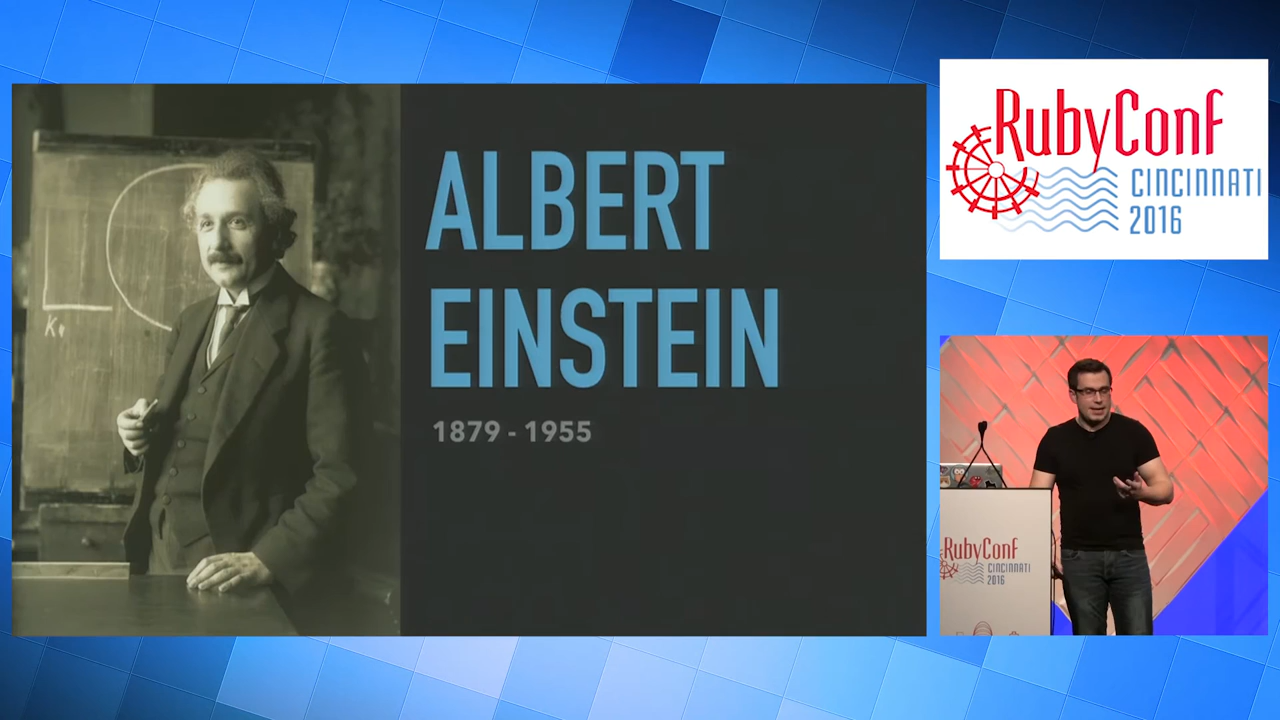 ALBERT
EINSTEIN
1879 - 1955
RubyConf
CINCINNATI
2016
RubyConf
CINCINNATI
2016